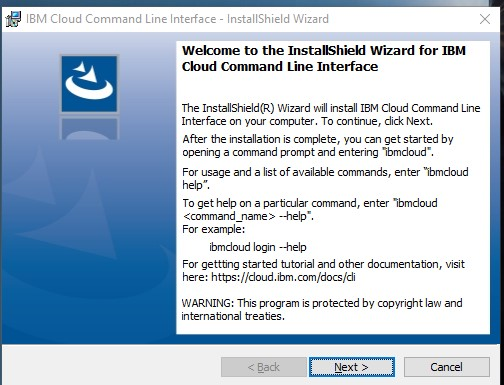 IBM Cloud Command Line Interface - InstallShield Wizard
Welcome to the InstallShield Wizard for IBM
Cloud Command Line Interface
The InstallShield(R) Wizard will install IBM Cloud Command Line
Interface on your computer. To continue, click Next.
After the installation is complete, you can get started by
opening a command prompt and entering "ibmcloud".
For usage and a list of available commands, enter "ibmcloud
help".
To get help on a particular command, enter "ibmcloud
<command_name> --help".
For example:
ibmcloud login --help
For gettting started tutorial and other documentation, visit
here: https://cloud.ibm.com/docs/cli
WARNING: This program is protected by copyright law and
international treaties.
< Back
Next >
Cancel